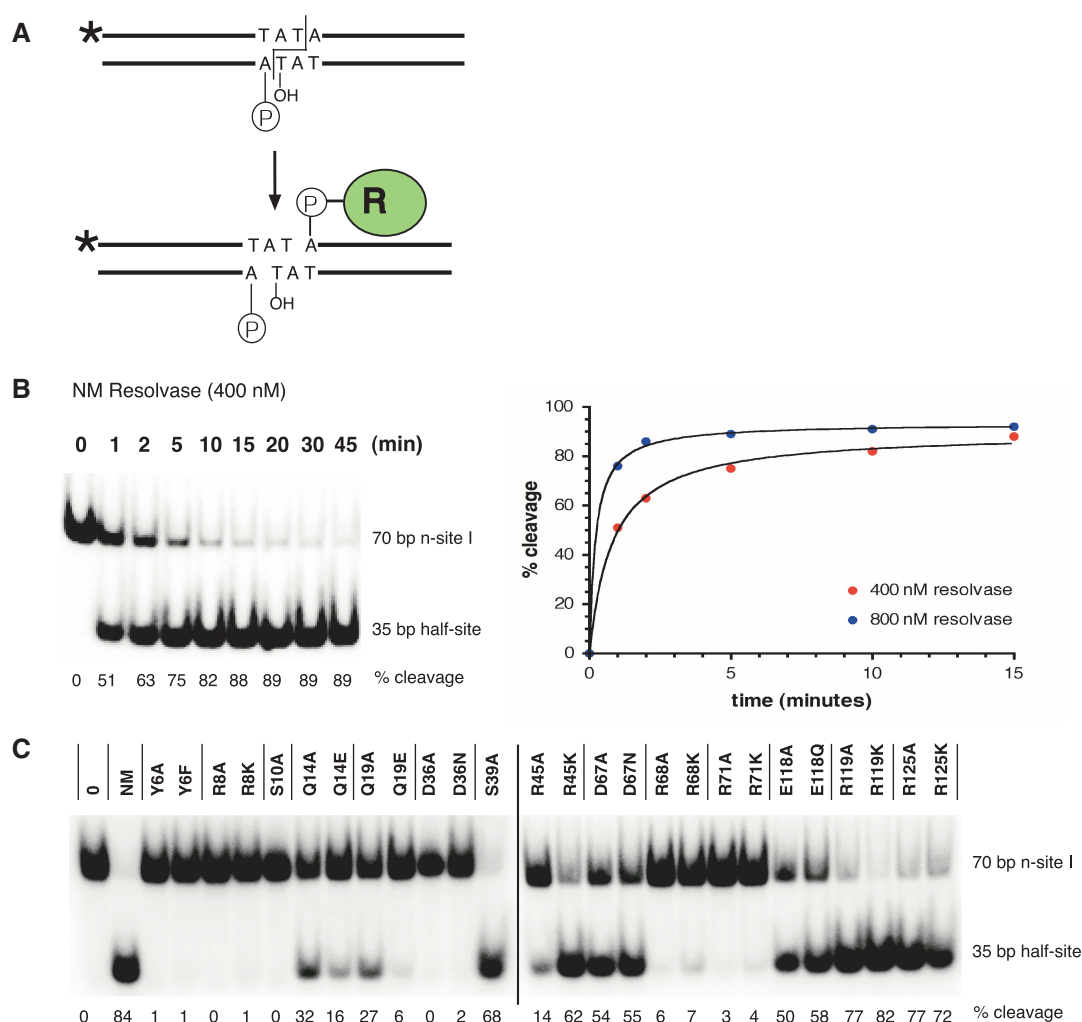 A
* T A T A
A T A T
OH
P
P R
* T A T A
A T A T
OH
P
B
NM Resolvase (400 nM)
0 1 2 5 10 15 20 30 45 (min)
70 bp n-site I
35 bp half-site
0 51 63 75 82 88 89 89 89 % cleavage
100
80
60
40
20
0
% cleavage
400 nM resolvase
800 nM resolvase
0 5 10 15
time (minutes)
C
0 NM Y6A Y6F R8A R8K S10A Q14A Q14E Q19A Q19E D36A D36N S39A R45A R45K D67A D67N R68A R68K R71A R71K E118A E118Q R119A R119K R125A R125K
70 bp n-site I
35 bp half-site
0 84 1 1 0 1 0 32 16 27 6 0 2 68 14 62 54 55 6 7 3 4 50 58 77 82 77 72 % cleavage